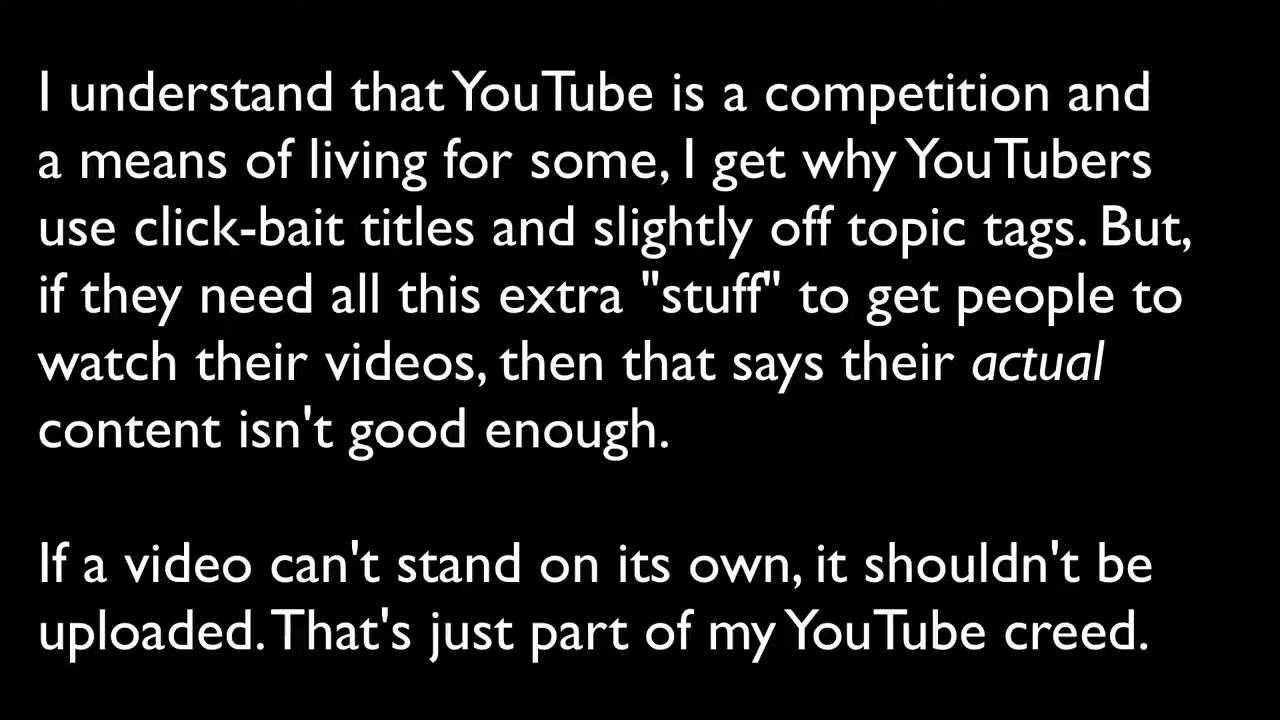 I understand that YouTube is a competition and
a means of living for some, I get why YouTubers
use click-bait titles and slightly off topic tags. But,
if they need all this extra "stuff" to get people to
watch their videos, then that says their actual
content isn't good enough.
If a video can't stand on its own, it shouldn't be
uploaded. That's just part of my YouTube creed.